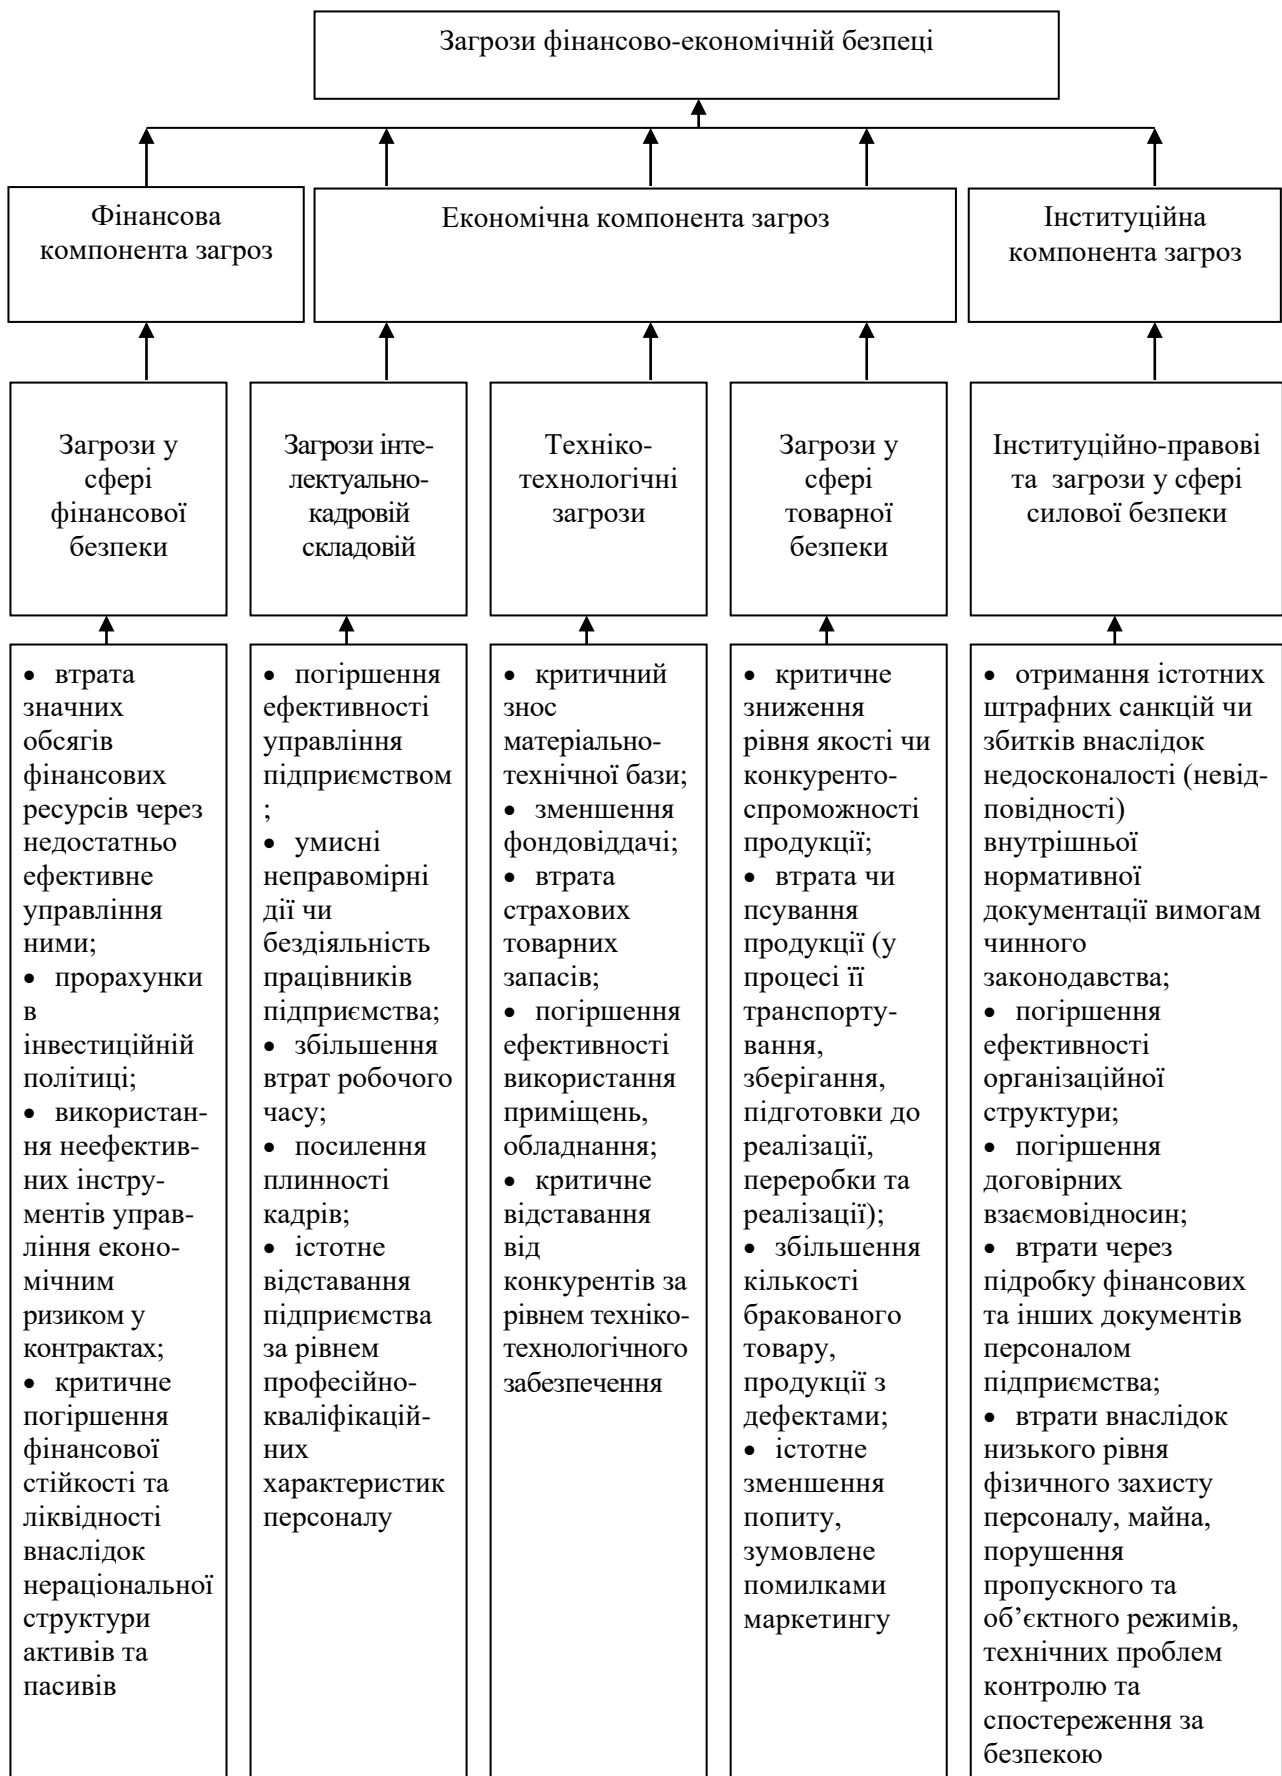 Загрози фінансово-економічній безпеці
Фінансова
компонента загроз
Економічна компонента загроз
Інституційна
компонента загроз
Загрози у
сфері
фінансової
безпеки
Загрози інте-
лектуально-
кадровій
складовій
Техніко-
технологічні
загрози
Загрози у
сфері
товарної
безпеки
Інституційно-правові
та загрози у сфері
силової безпеки
• втрата
значних
обсягів
фінансових
ресурсів через
недостатньо
ефективне
управління
ними;
• прорахунки
в
інвестиційній
політиці;
• використан-
ня неефектив-
них інстру-
ментів управ-
ління еконо-
мічним
ризиком у
контрактах;
• критичне
погіршення
фінансової
стійкості та
ліквідності
внаслідок
нераціональної
структури
активів та
пасивів
• погіршення
ефективності
управління
підприємством
;
• умисні
неправомірні
дії чи
бездіяльність
працівників
підприємства;
• збільшення
втрат робочого
часу;
• посилення
плинності
кадрів;
• істотне
відставання
підприємства
за рівнем
професійно-
кваліфікацій-
них
характеристик
персоналу
• критичний
знос
матеріально-
технічної бази;
• зменшення
фондовіддачі;
• втрата
страхових
товарних
запасів;
• погіршення
ефективності
використання
приміщень,
обладнання;
• критичне
відставання
від
конкурентів за
рівнем техніко-
технологічного
забезпечення
• критичне
зниження
рівня якості чи
конкуренто-
спроможності
продукції;
• втрата чи
псування
продукції (у
процесі її
транспорту-
вання,
зберігання,
підготовки до
реалізації,
переробки та
реалізації);
• збільшення
кількості
бракованого
товару,
продукції з
дефектами;
• істотне
зменшення
попиту,
зумовлене
помилками
маркетингу
• отримання істотних
штрафних санкцій чи
збитків внаслідок
недосконалості (невід-
повідності)
внутрішньої
нормативної
документації вимогам
чинного
законодавства;
• погіршення
ефективності
організаційної
структури;
• погіршення
договірних
взаємовідносин;
• втрати через
підробку фінансових
та інших документів
персоналом
підприємства;
• втрати внаслідок
низького рівня
фізичного захисту
персоналу, майна,
порушення
пропускного та
об’єктного режимів,
технічних проблем
контролю та
спостереження за
безпекою